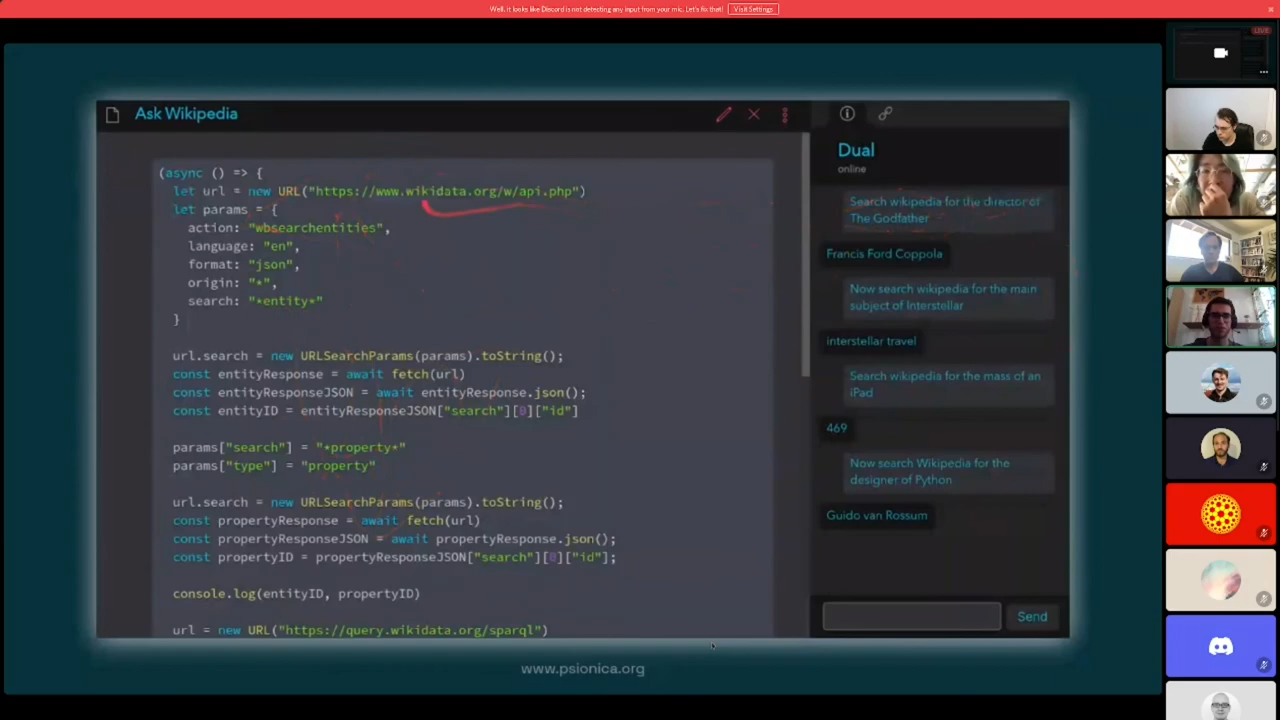 Well, it looks like Discord is not detecting any input from your mic. Let's fix that!
Visit Settings
LIVE
Ask Wikipedia
(async () => {
let url = new URL("https://www.wikidata.org/w/api.php")
let params = {
action: "wbsearchentities",
language: "en",
format: "json",
origin: "*",
search: "*entity*"
}
url.search = new URLSearchParams(params).toString();
const entityResponse = await fetch(url)
const entityResponseJSON = await entityResponse.json();
const entityID = entityResponseJSON["search"][0]["id"]
params["search"] = "*property*"
params["type"] = "property"
url.search = new URLSearchParams(params).toString();
const propertyResponse = await fetch(url)
const propertyResponseJSON = await propertyResponse.json();
const propertyID = propertyResponseJSON["search"][0]["id"];
console.log(entityID, propertyID)
url = new URL("https://query.wikidata.org/sparql")
Dual
online
Search wikipedia for the director of
The Godfather
Francis Ford Coppola
Now search wikipedia for the main
subject of Interstellar
interstellar travel
Search wikipedia for the mass of an
iPad
469
Now search Wikipedia for the
designer of Python
Guido van Rossum
Send
www.psionica.org